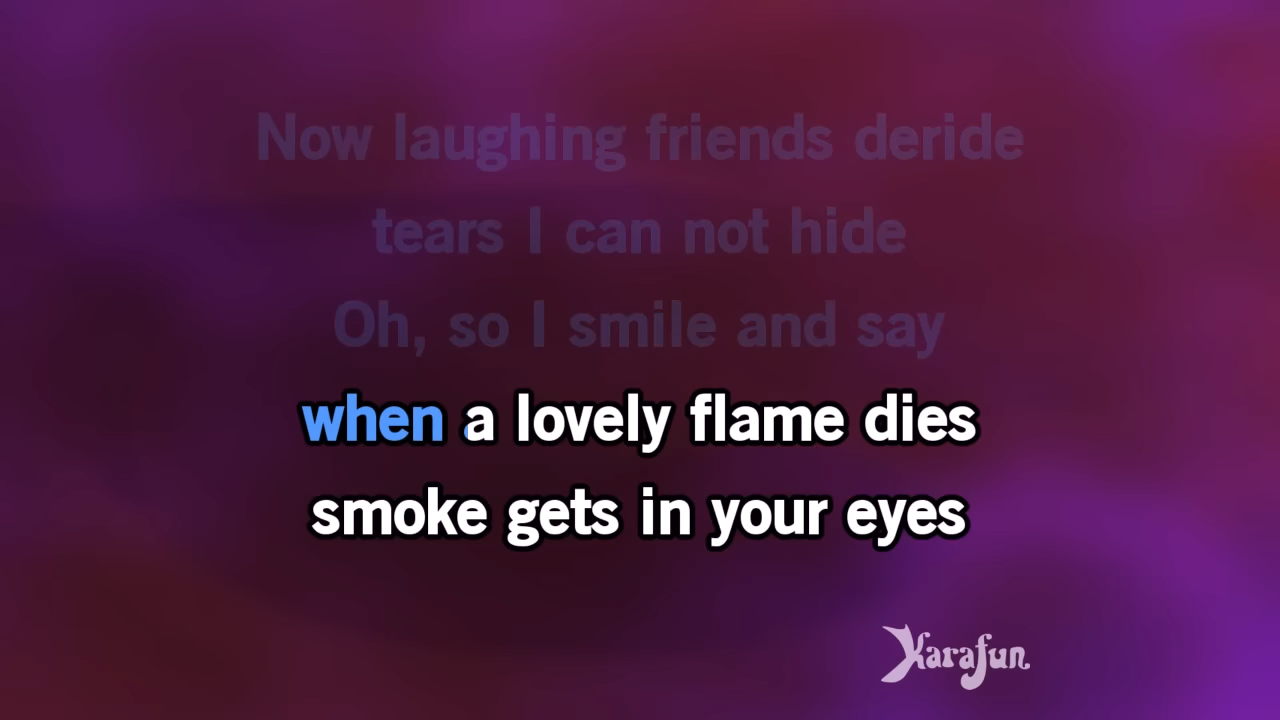 Now laughing friends deride
tears I can not hide
Oh, so I smile and say
when a lovely flame dies
smoke gets in your eyes
Karafun